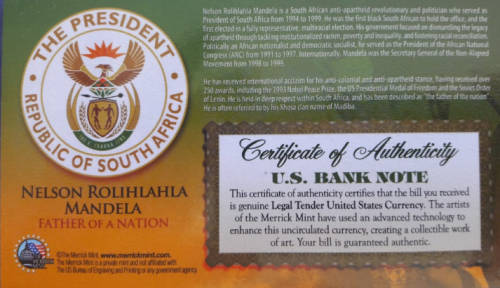 THE PRESIDENT
REPUBLIC OF SOUTH AFRICA
NELSON ROLIHLAHLA
MANDELA
FATHER OF A NATION
©The Merrick Mint. www.merrickmint.com.
The Merrick Mint is a private mint and not affiliated with
The US Bureau of Engraving and Printing or any government agency.
Nelson Rolihlahla Mandela is a South African anti-apartheid revolutionary and politician who served as
President of South Africa from 1994 to 1999. He was the first black South African to hold the office, and the
first elected in a fully representative, multiracial election. His government focused on dismantling the legacy
of apartheid through tackling institutionalized racism, poverty and inequality, and fostering racial reconciliation.
Politically an African nationalist and democratic socialist, he served as the President of the African National
Congress (ANC) from 1991 to 1997. Internationally, Mandela was the Secretary General of the Non-Aligned
Movement from 1998 to 1999.
He has received international acclaim for his anti-colonial and anti-apartheid stance, having received over
250 awards, including the 1993 Nobel Peace Prize, the US Presidential Medal of Freedom and the Soviet Order
of Lenin. He is held in deep respect within South Africa, and has been described as "the father of the nation"
He is often referred to by his Xhosa clan name of Madiba.
Certificate of Authenticity
U.S. BANK NOTE
This certificate of authenticity certifies that the bill you received
is genuine Legal Tender United States Currency. The artists
of the Merrick Mint have used an advanced technology to
enhance this uncirculated currency, creating a collectible work
of art. Your bill is guaranteed authentic.